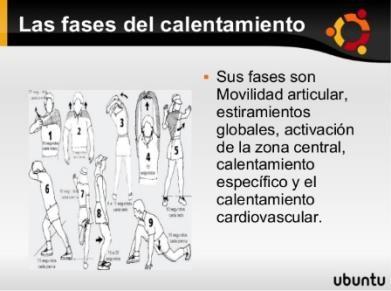 Las fases del calentamiento
Sus fases son
Movilidad articular,
estiramientos
globales, activación
de la zona central,
calentamiento
específico y el
calentamiento
cardiovascular.
1
2
3
4
5
6
7
8
9
ubuntu